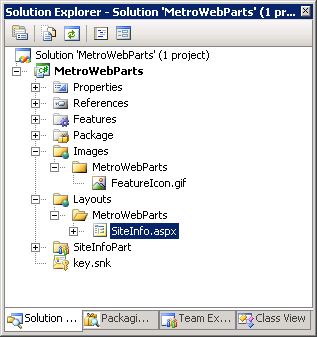 Solution Explorer - Solution 'MetroWebParts' (1 pr...
Solution 'MetroWebParts' (1 project)
MetroWebParts
Properties
References
Features
Package
Images
MetroWebParts
FeatureIcon.gif
Layouts
MetroWebParts
SiteInfo.aspx
SiteInfoPart
key.snk
Solution ... Packagi... Team Ex... Class View